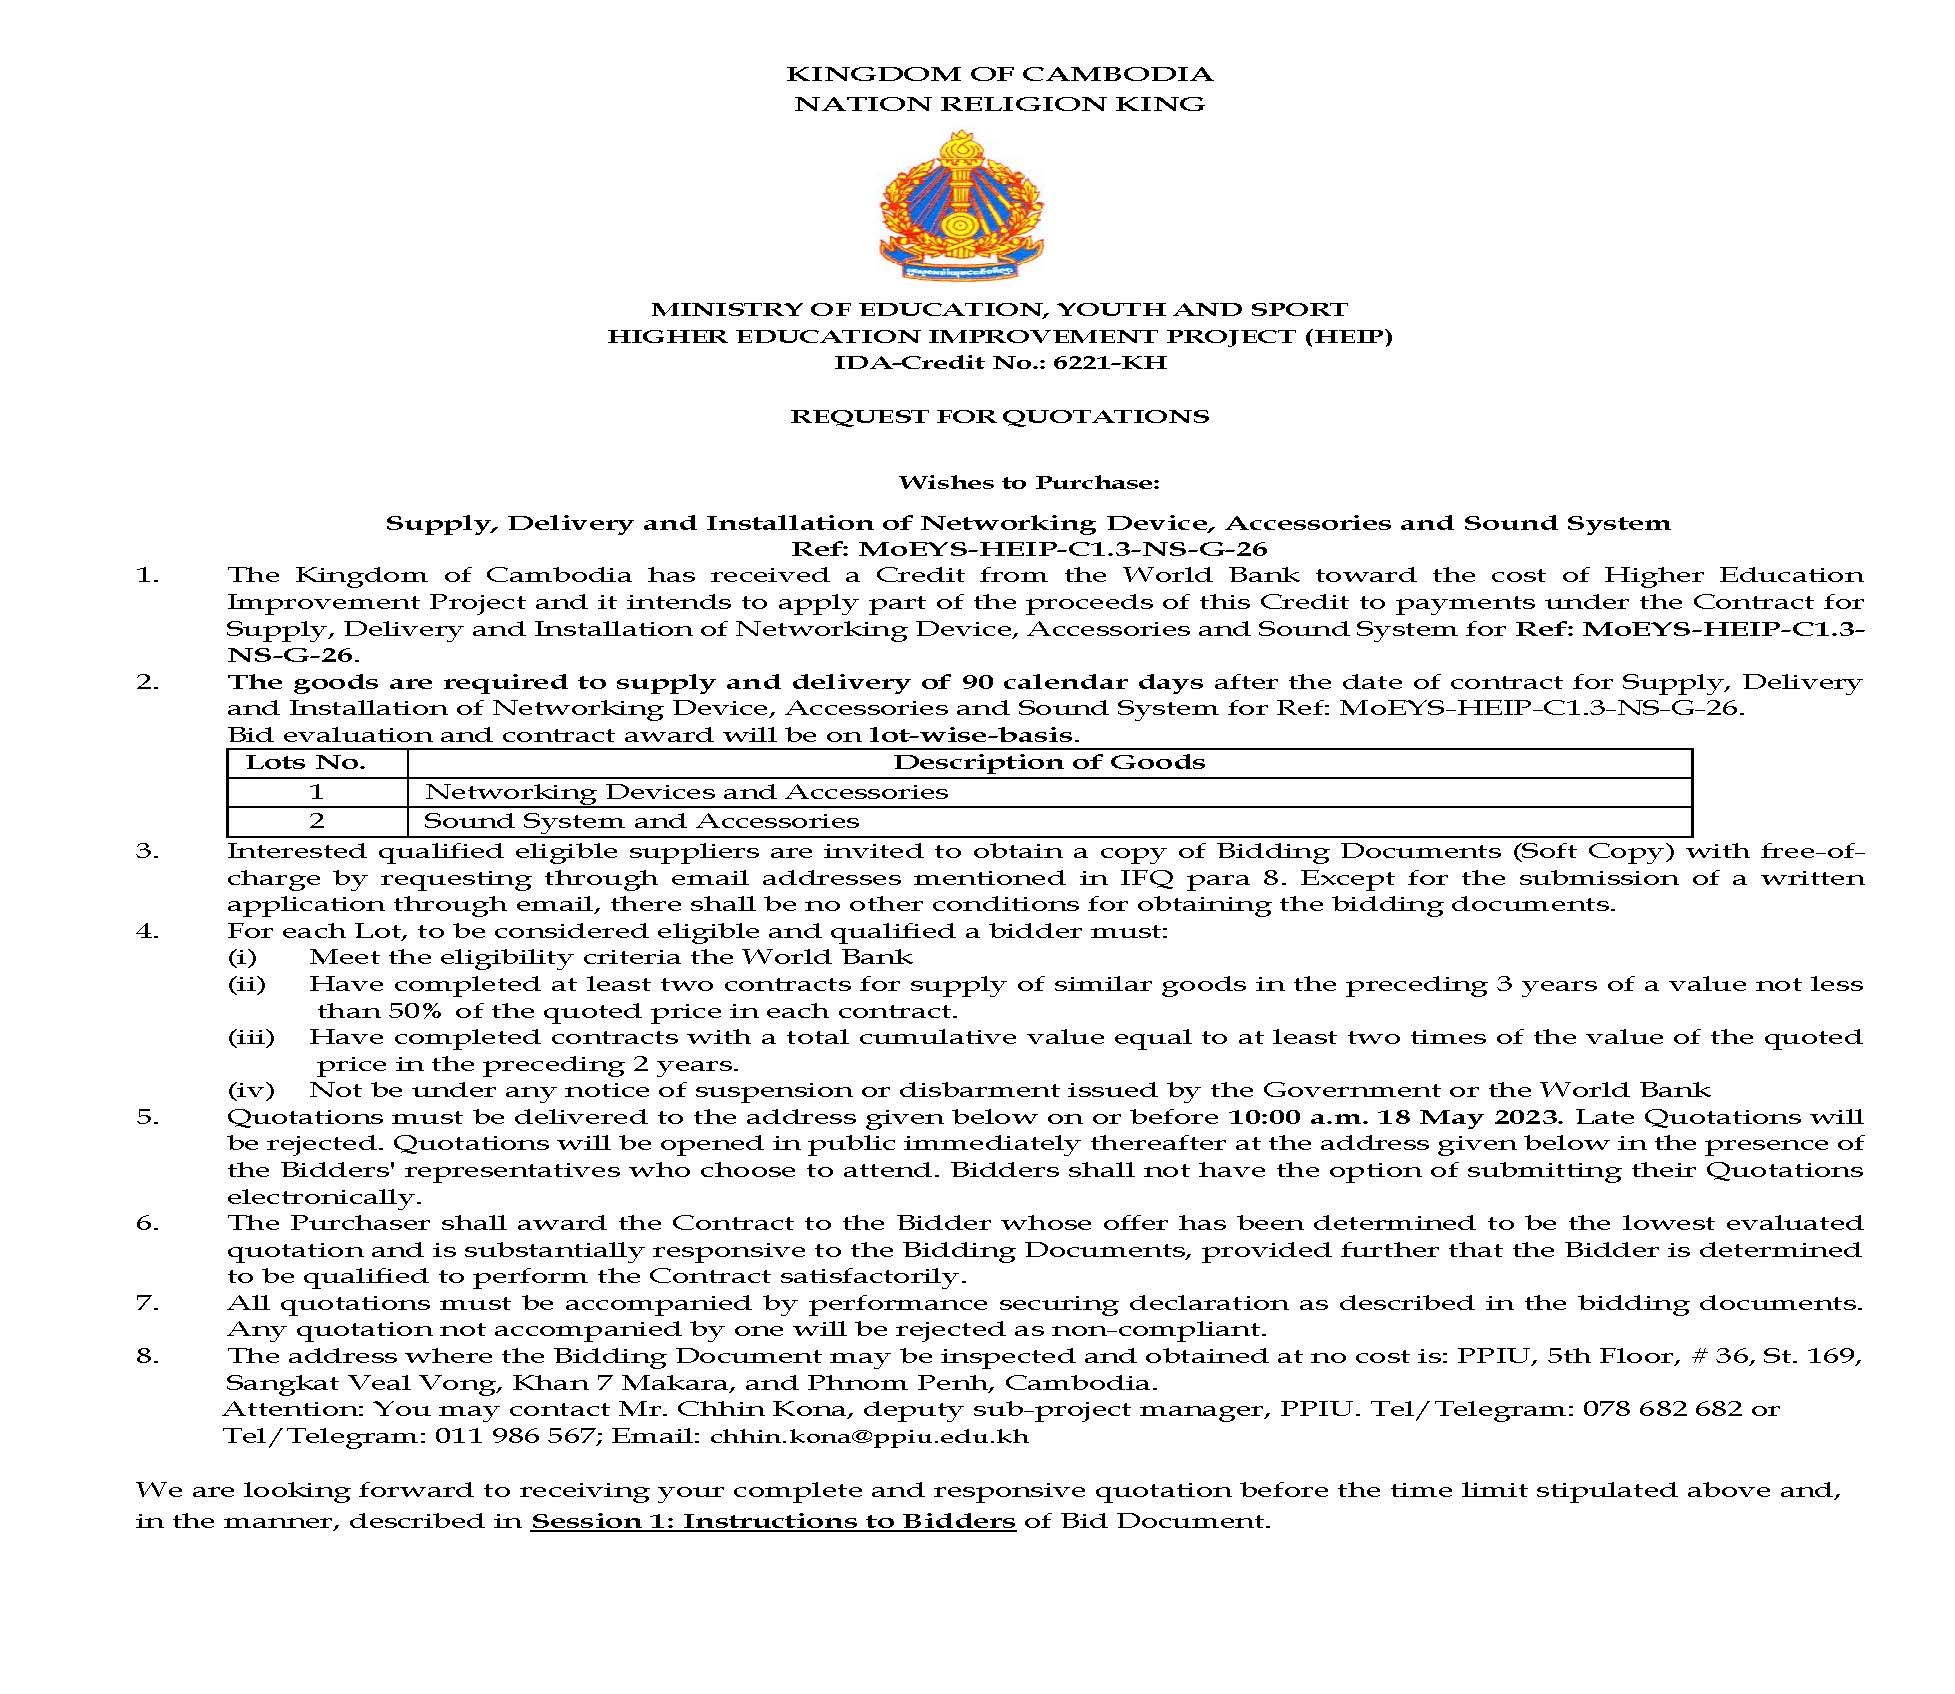 KINGDOM OF CAMBODIA
NATION RELIGION KING
MINISTRY OF EDUCATION, YOUTH AND SPORT
HIGHER EDUCATION IMPROVEMENT PROJECT (HEIP)
IDA-Credit No.: 6221-KH
REQUEST FOR QUOTATIONS
Wishes to Purchase:
Supply, Delivery and Installation of Networking Device, Accessories and Sound System
Ref: MoEYS-HEIP-C1.3-NS-G-26
1. The Kingdom of Cambodia has received a Credit from the World Bank toward the cost of Higher Education
Improvement Project and it intends to apply part of the proceeds of this Credit to payments under the Contract for
Supply, Delivery and Installation of Networking Device, Accessories and Sound System for Ref: MoEYS-HEIP-C1.3-
NS-G-26.
2. The goods are required to supply and delivery of 90 calendar days after the date of contract for Supply, Delivery
and Installation of Networking Device, Accessories and Sound System for Ref: MoEYS-HEIP-C1.3-NS-G-26.
Bid evaluation and contract award will be on lot-wise-basis.
Lots No. Description of Goods
1 Networking Devices and Accessories
2 Sound System and Accessories
3. Interested qualified eligible suppliers are invited to obtain a copy of Bidding Documents (Soft Copy) with free-of-
charge by requesting through email addresses mentioned in IFQ para 8. Except for the submission of a written
application through email, there shall be no other conditions for obtaining the bidding documents.
4. For each Lot, to be considered eligible and qualified a bidder must:
(i) Meet the eligibility criteria the World Bank
(ii) Have completed at least two contracts for supply of similar goods in the preceding 3 years of a value not less
than 50% of the quoted price in each contract.
(iii) Have completed contracts with a total cumulative value equal to at least two times of the value of the quoted
price in the preceding 2 years.
(iv) Not be under any notice of suspension or disbarment issued by the Government or the World Bank
5. Quotations must be delivered to the address given below on or before 10:00 a.m. 18 May 2023. Late Quotations will
be rejected. Quotations will be opened in public immediately thereafter at the address given below in the presence of
the Bidders' representatives who choose to attend. Bidders shall not have the option of submitting their Quotations
electronically.
6. The Purchaser shall award the Contract to the Bidder whose offer has been determined to be the lowest evaluated
quotation and is substantially responsive to the Bidding Documents, provided further that the Bidder is determined
to be qualified to perform the Contract satisfactorily.
7. All quotations must be accompanied by performance securing declaration as described in the bidding documents.
Any quotation not accompanied by one will be rejected as non-compliant.
8. The address where the Bidding Document may be inspected and obtained at no cost is: PPIU, 5th Floor, # 36, St. 169,
Sangkat Veal Vong, Khan 7 Makara, and Phnom Penh, Cambodia.
Attention: You may contact Mr. Chhin Kona, deputy sub-project manager, PPIU. Tel/Telegram: 078 682 682 or
Tel/Telegram: 011 986 567; Email: chhin.kona@ppiu.edu.kh
We are looking forward to receiving your complete and responsive quotation before the time limit stipulated above and,
in the manner, described in Session 1: Instructions to Bidders of Bid Document.